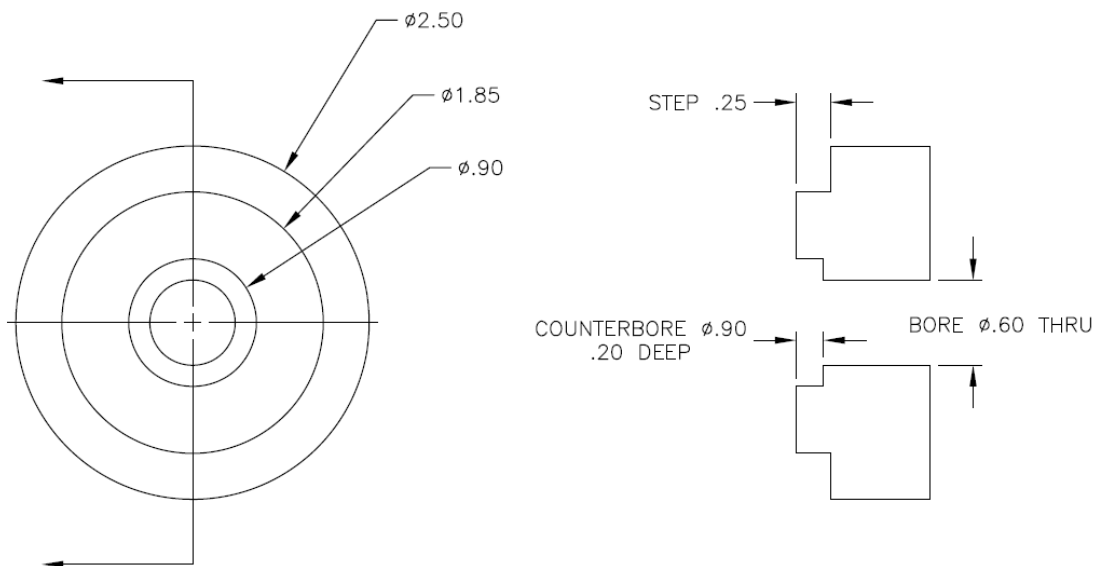 ø2.50
ø1.85
ø.90
STEP .25
COUNTERBORE ø.90
.20 DEEP
BORE ø.60 THRU